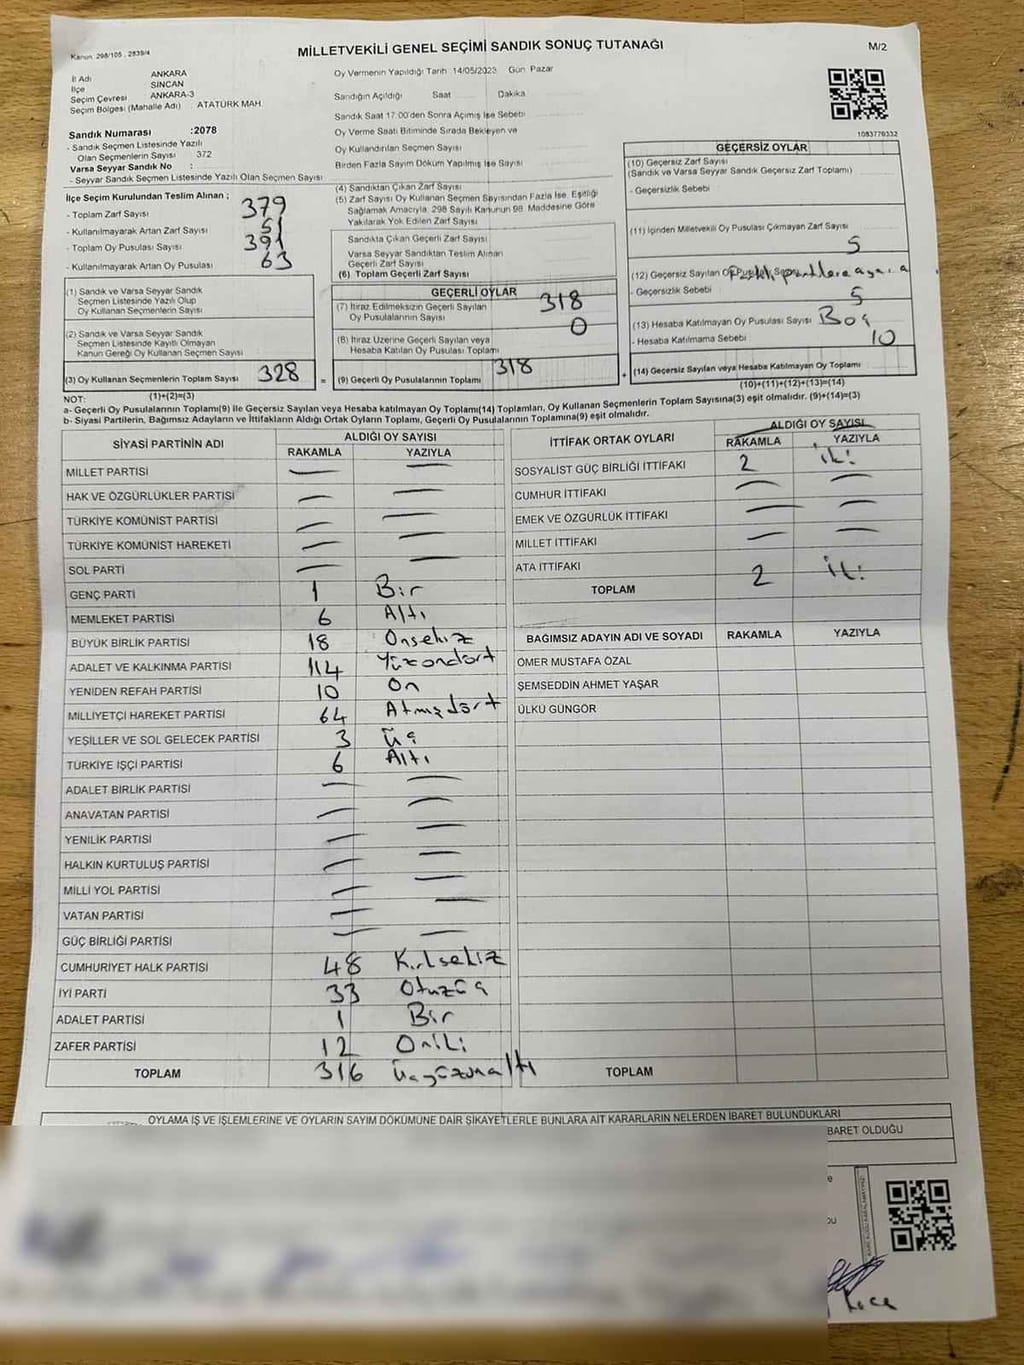 Kanun 298/105, 2839/4
MİLLETVEKİLİ GENEL SEÇİMİ SANDIK SONUÇ TUTANAĞI
M/2
İl Adı ANKARA
İlçe SİNCAN
Seçim Çevresi ANKARA-3
Seçim Bölgesi (Mahalle Adı) : ATATÜRK MAH.
Sandık Numarası :2078
- Sandık Seçmen Listesinde Yazılı
Olan Seçmenlerin Sayısı 372
Varsa Seyyar Sandık No :
- Seyyar Sandık Seçmen Listesinde Yazılı Olan Seçmen Sayısı
Oy Vermenin Yapıldığı Tarih 14/05/2023 Gün Pazar
Sandığın Açıldığı Saat Dakika
Sandık Saat 17:00'den Sonra Açılmış İse Sebebi
Oy Verme Saati Bitiminde Sırada Bekleyen ve
Oy Kullandırılan Seçmen Sayısı
Birden Fazla Sayım Döküm Yapılmış İse Sayısı
1083776332
İlçe Seçim Kurulundan Teslim Alınan ;
- Toplam Zarf Sayısı 379
- Kullanılmayarak Artan Zarf Sayısı 51
- Toplam Oy Pusulası Sayısı 391
- Kullanılmayarak Artan Oy Pusulası 63
(1) Sandık ve Varsa Seyyar Sandık
Seçmen Listesinde Yazılı Olup
Oy Kullanan Seçmenlerin Sayısı
(2) Sandık ve Varsa Seyyar Sandık
Seçmen Listesinde Kayıtlı Olmayan
Kanun Gereği Oy Kullanan Seçmen Sayısı
(3) Oy Kullanan Seçmenlerin Toplam Sayısı 328
(1)+(2)=(3)
(4) Sandıktan Çıkan Zarf Sayısı
(5) Zarf Sayısı Oy Kullanan Seçmen Sayısından Fazla İse, Eşitliği
Sağlamak Amacıyla, 298 Sayılı Kanunun 98. Maddesine Göre
Yakılarak Yok Edilen Zarf Sayısı
Sandıkta Çıkan Geçerli Zarf Sayısı
Varsa Seyyar Sandıktan Teslim Alınan
Geçerli Zarf Sayısı
(6) Toplam Geçerli Zarf Sayısı
GEÇERLİ OYLAR
(7) İtiraz Edilmeksizin Geçerli Sayılan
Oy Pusulalarının Sayısı 318
(8) İtiraz Üzerine Geçerli Sayılan veya
Hesaba Katılan Oy Pusulası Toplamı 0
= (9) Geçerli Oy Pusulalarının Toplamı 318
GEÇERSİZ OYLAR
(10) Geçersiz Zarf Sayısı
(Sandık ve Varsa Seyyar Sandık Geçersiz Zarf Toplamı)
- Geçersizlik Sebebi
(11) İçinden Milletvekili Oy Pusulası Çıkmayan Zarf Sayısı
5
(12) Geçersiz Sayılan Oy Pusulası Sayısı
- Geçersizlik Sebebi
5
(13) Hesaba Katılmayan Oy Pusulası Sayısı Boş
- Hesaba Katılmama Sebebi 10
+ (14) Geçersiz Sayılan veya Hesaba Katılmayan Oy Toplamı
(10)+(11)+(12)+(13)=(14)
NOT:
a- Geçerli Oy Pusulalarının Toplamı(9) ile Geçersiz Sayılan veya Hesaba katılmayan Oy Toplamı(14) Toplamları, Oy Kullanan Seçmenlerin Toplam Sayısına(3) eşit olmalıdır. (9)+(14)=(3)
b- Siyasi Partilerin, Bağımsız Adayların ve İttifakların Aldığı Ortak Oyların Toplamı, Geçerli Oy Pusulalarının Toplamına(9) eşit olmalıdır.
SİYASİ PARTİNİN ADI ALDIĞI OY SAYISI
RAKAMLA YAZIYLA
MİLLET PARTİSİ
HAK VE ÖZGÜRLÜKLER PARTİSİ
TÜRKİYE KOMÜNİST PARTİSİ
TÜRKİYE KOMÜNİST HAREKETİ
SOL PARTİ
GENÇ PARTİ 1 Bir
MEMLEKET PARTİSİ 6 Altı
BÜYÜK BİRLİK PARTİSİ 18 Onsekiz
ADALET VE KALKINMA PARTİSİ 114 Yüzondört
YENİDEN REFAH PARTİSİ 10 On
MİLLİYETÇİ HAREKET PARTİSİ 64 Atmışdört
YEŞİLLER VE SOL GELECEK PARTİSİ 3 Üç
TÜRKİYE İŞÇİ PARTİSİ 6 Altı
ADALET BİRLİK PARTİSİ
ANAVATAN PARTİSİ
YENİLİK PARTİSİ
HALKIN KURTULUŞ PARTİSİ
MİLLİ YOL PARTİSİ
VATAN PARTİSİ
GÜÇ BİRLİĞİ PARTİSİ
CUMHURİYET HALK PARTİSİ 48 Kırksekiz
İYİ PARTİ 33 Otuzüç
ADALET PARTİSİ 1 Bir
ZAFER PARTİSİ 12 Oniki
TOPLAM 316 Üçyüzonaltı
İTTİFAK ORTAK OYLARI ALDIĞI OY SAYISI
RAKAMLA YAZIYLA
SOSYALİST GÜÇ BİRLİĞİ İTTİFAKI 2 iki
CUMHUR İTTİFAKI
EMEK VE ÖZGÜRLÜK İTTİFAKI
MİLLET İTTİFAKI
ATA İTTİFAKI
TOPLAM 2 iki
BAĞIMSIZ ADAYIN ADI VE SOYADI RAKAMLA YAZIYLA
ÖMER MUSTAFA ÖZAL
ŞEMSEDDİN AHMET YAŞAR
ÜLKÜ GÜNGÖR
TOPLAM
OYLAMA İŞ VE İŞLEMLERİNE VE OYLARIN SAYIM DÖKÜMÜNE DAİR ŞİKAYETLERLE BUNLARA AİT KARARLARIN NELERDEN İBARET BULUNDUKLARI
BARET OLDUĞU